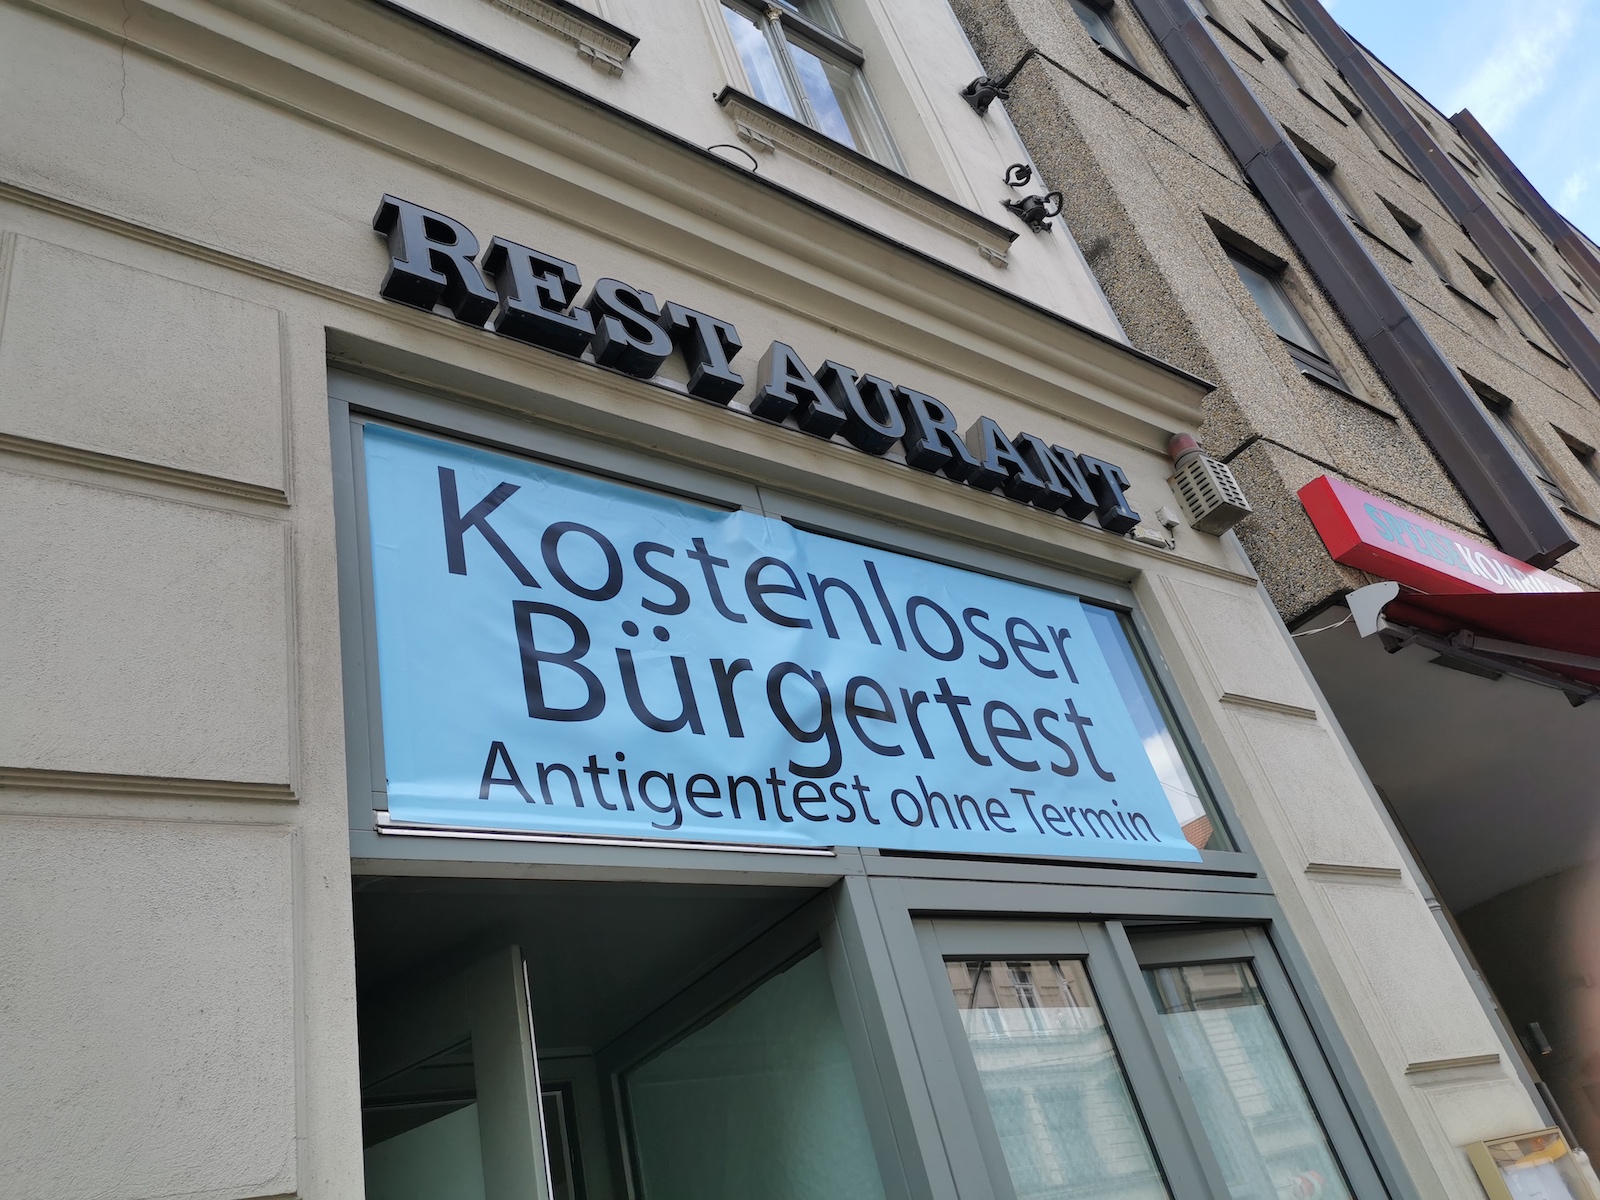 RESTAURANT
Kostenloser
Bürgertest
Antigentest ohne Termin